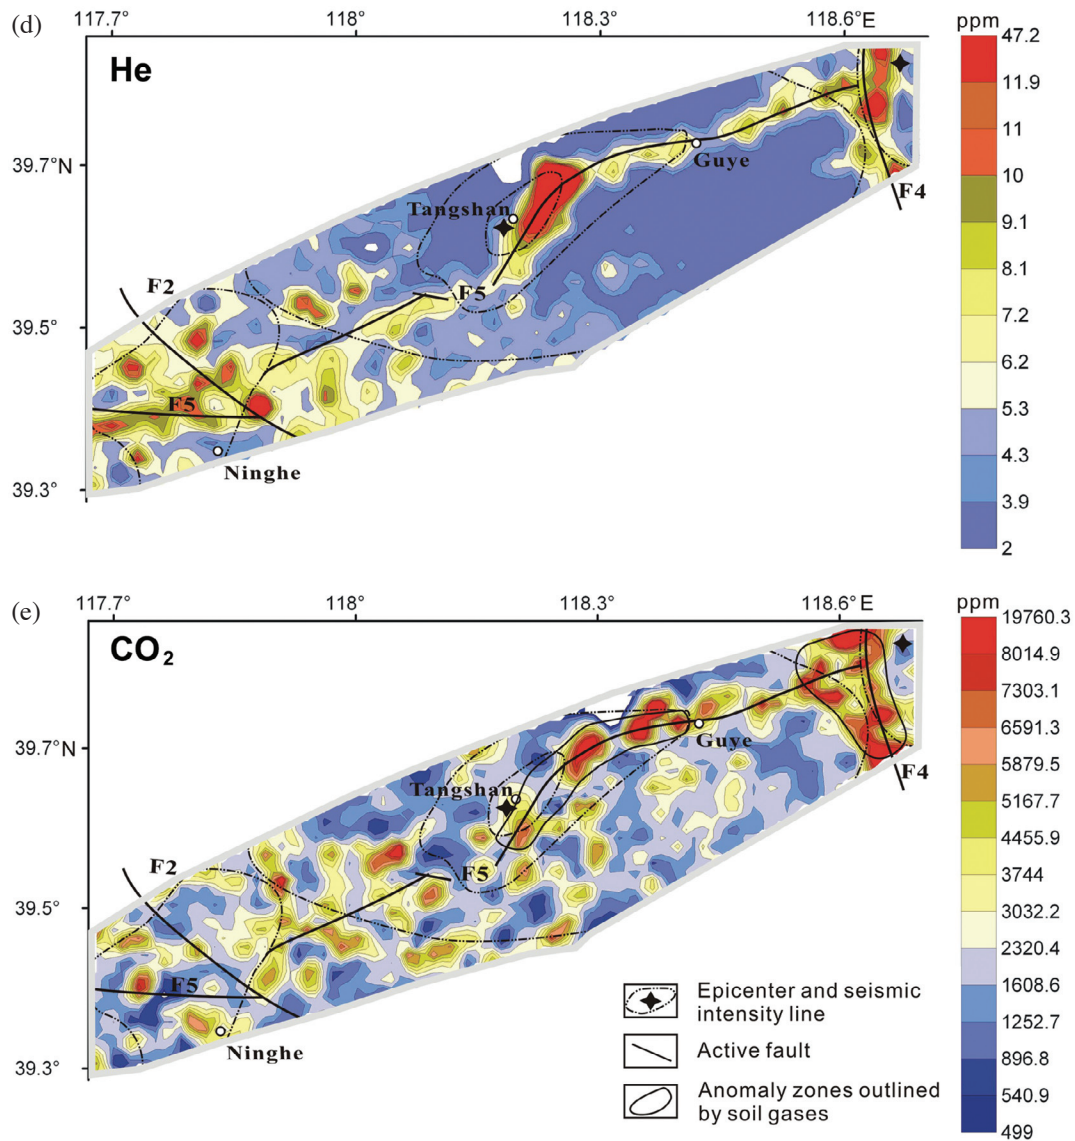 (d)
117.7° 118° 118.3° 118.6°E
ppm
He
47.2
11.9
11
10
9.1
8.1
7.2
6.2
5.3
4.3
3.9
2
39.7°N
39.5°
39.3°
F4
Guye
Tangshan
F2
F5
F5
Ninghe
(e)
117.7° 118° 118.3° 118.6°E
ppm
CO₂
19760.3
8014.9
7303.1
6591.3
5879.5
5167.7
4455.9
3744
3032.2
2320.4
1608.6
1252.7
896.8
540.9
499
39.7°N
39.5°
39.3°
Guye
F4
Tangshan
F2
F5
F5
Ninghe
Epicenter and seismic
intensity line
Active fault
Anomaly zones outlined
by soil gases